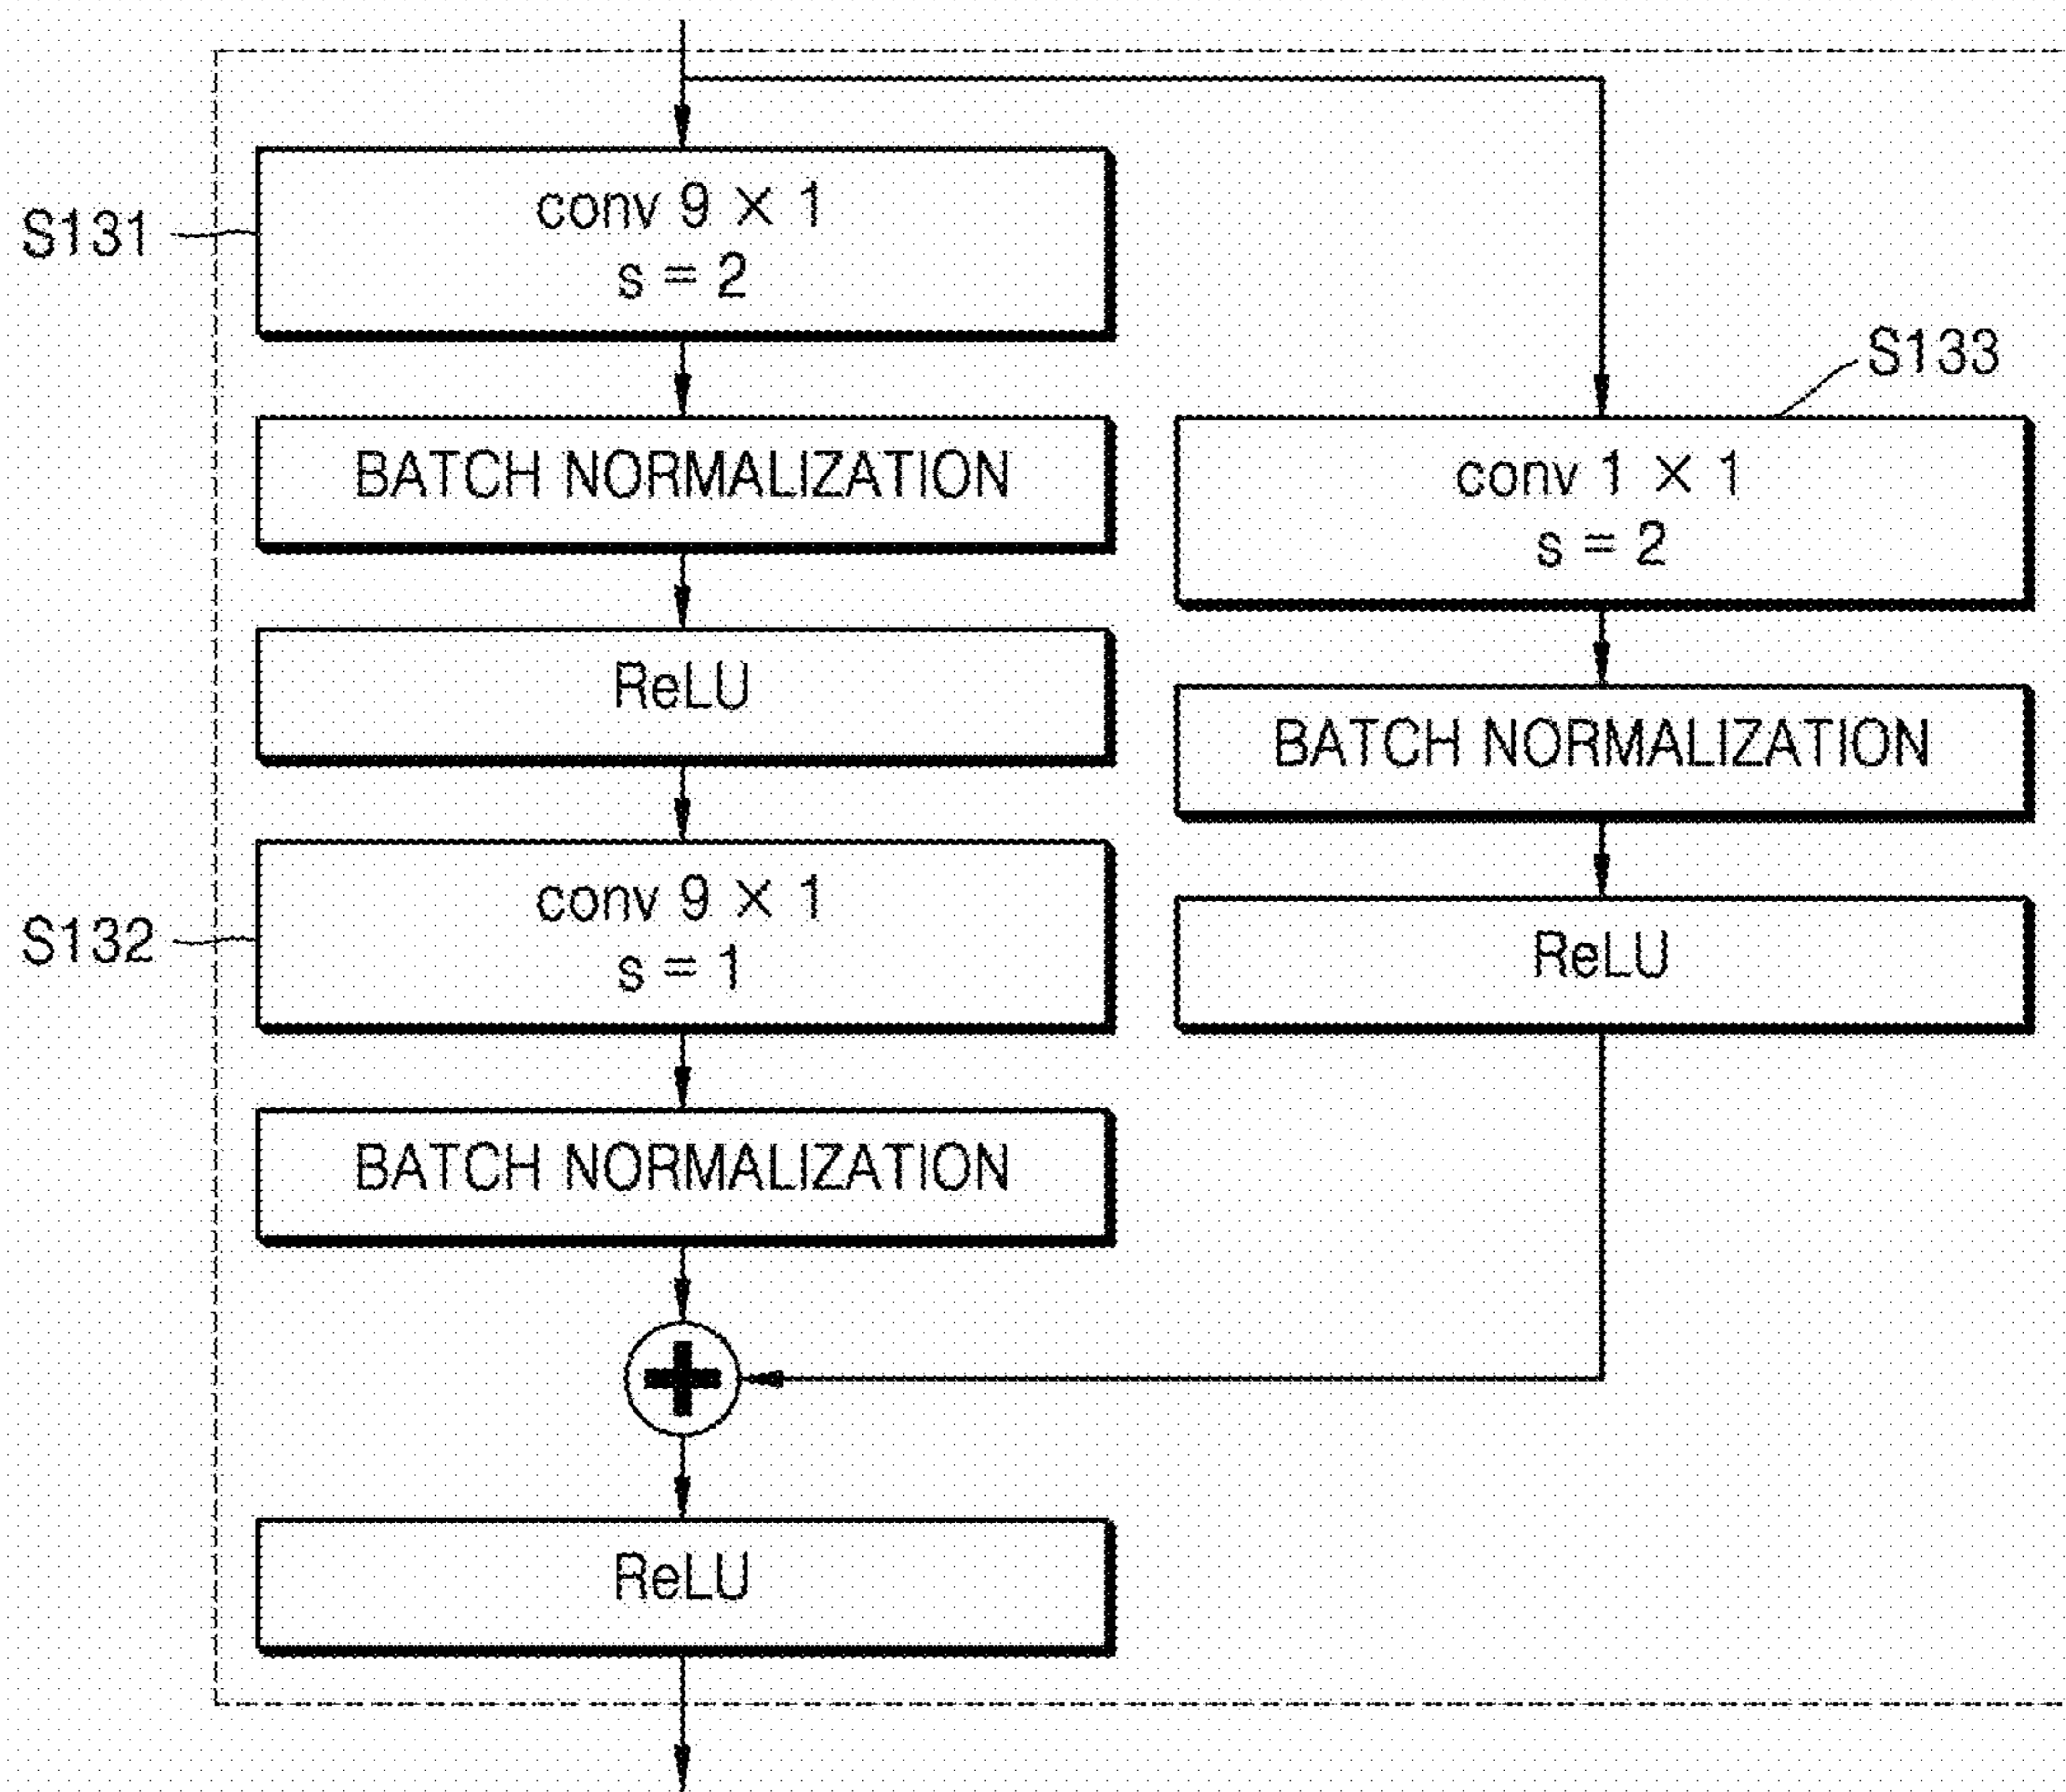 S131
conv 9 × 1
s = 2
BATCH NORMALIZATION
ReLU
S132
conv 9 × 1
s = 1
BATCH NORMALIZATION
ReLU
S133
conv 1 × 1
s = 2
BATCH NORMALIZATION
ReLU